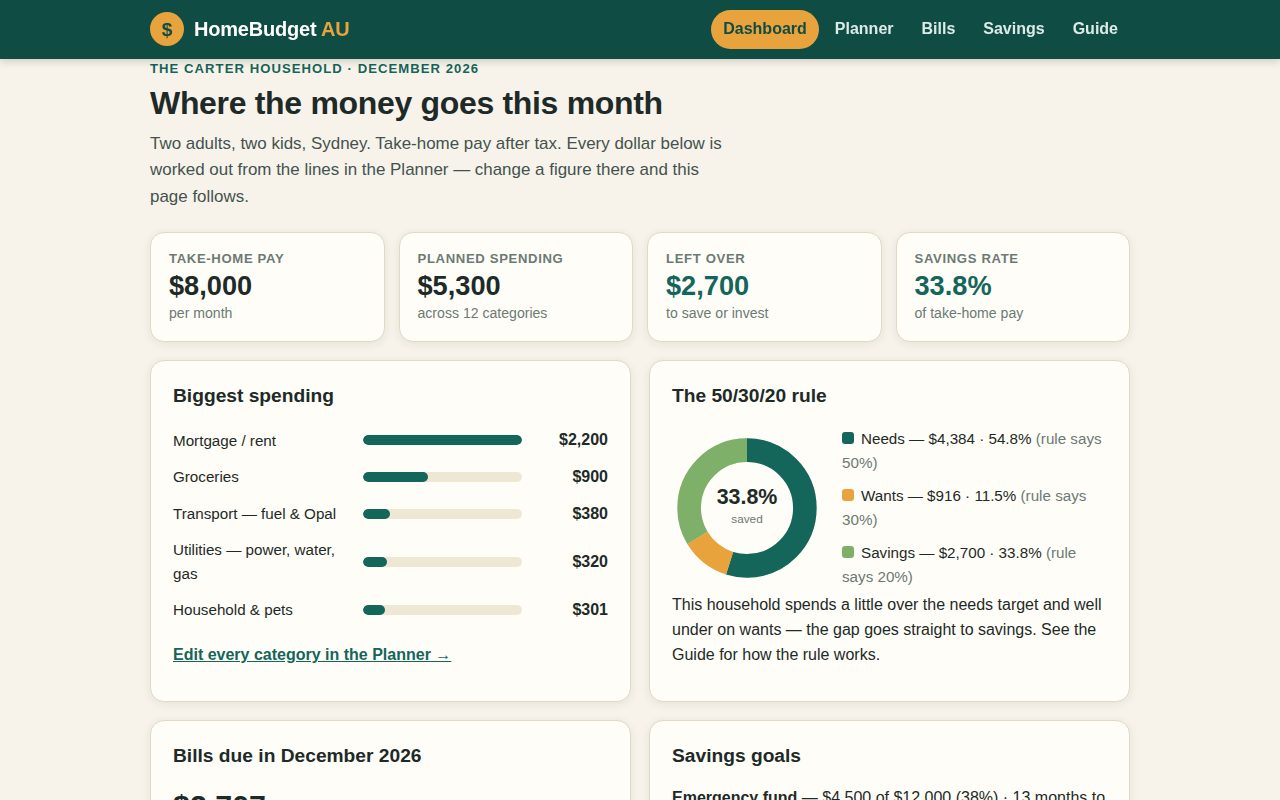 $ HomeBudget AU
Dashboard Planner Bills Savings Guide
THE CARTER HOUSEHOLD · DECEMBER 2026
Where the money goes this month
Two adults, two kids, Sydney. Take-home pay after tax. Every dollar below is
worked out from the lines in the Planner — change a figure there and this
page follows.
TAKE-HOME PAY
$8,000
per month
PLANNED SPENDING
$5,300
across 12 categories
LEFT OVER
$2,700
to save or invest
SAVINGS RATE
33.8%
of take-home pay
Biggest spending
Mortgage / rent $2,200
Groceries $900
Transport — fuel & Opal $380
Utilities — power, water,
gas $320
Household & pets $301
Edit every category in the Planner →
The 50/30/20 rule
33.8%
saved
Needs — $4,384 · 54.8% (rule says
50%)
Wants — $916 · 11.5% (rule says
30%)
Savings — $2,700 · 33.8% (rule
says 20%)
This household spends a little over the needs target and well
under on wants — the gap goes straight to savings. See the
Guide for how the rule works.
Bills due in December 2026
Savings goals
Emergency fund — $4,500 of $12,000 (38%) · 13 months to